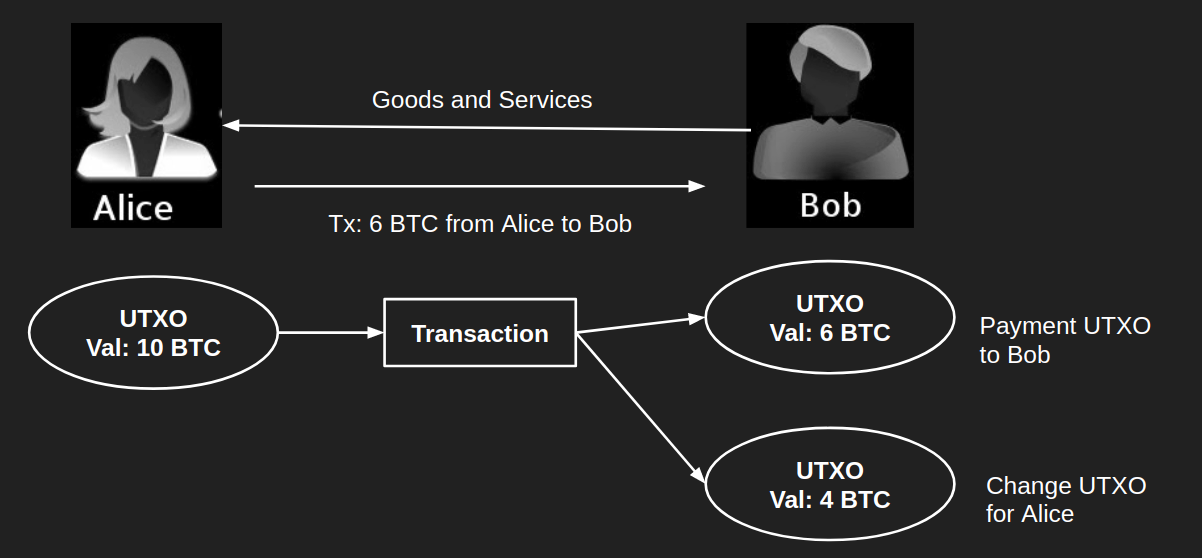 Goods and Services
Alice
Bob
Tx: 6 BTC from Alice to Bob
UTXO
Val: 10 BTC
Transaction
UTXO
Val: 6 BTC
Payment UTXO
to Bob
UTXO
Val: 4 BTC
Change UTXO
for Alice